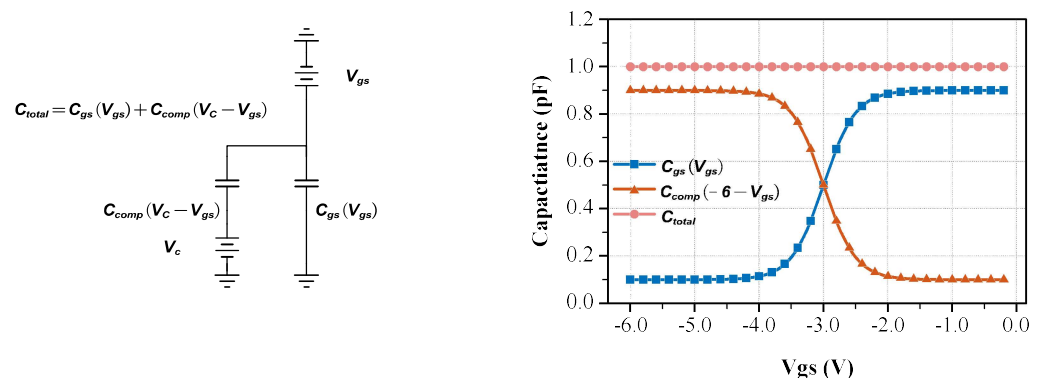 V_gs
C_total = C_gs(V_gs) + C_comp(V_C − V_gs)
C_comp(V_C − V_gs)
C_gs(V_gs)
V_c
Capactiatnce (pF)
1.2
1.0
0.8
0.6
0.4
0.2
0.0
C_gs(V_gs)
C_comp(− 6 − V_gs)
C_total
-6.0 -5.0 -4.0 -3.0 -2.0 -1.0 0.0
Vgs (V)